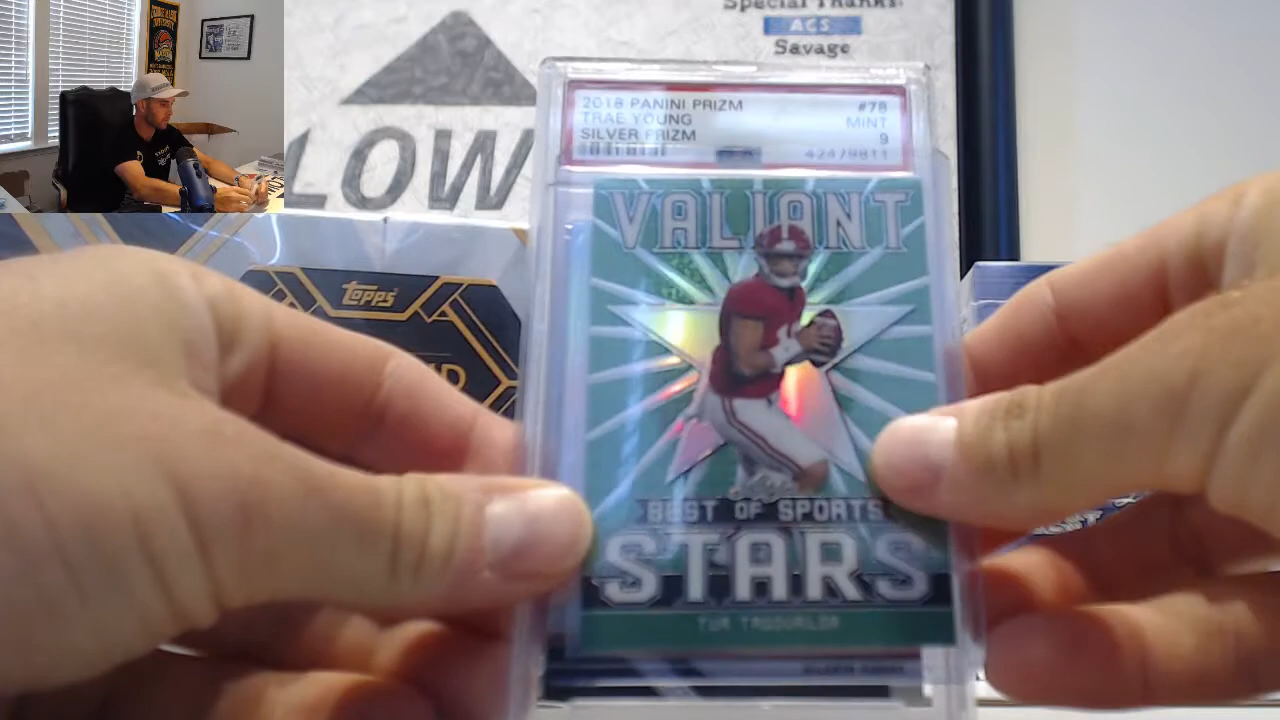 Special Thanks:
ACS
Savage
LOW
2018 PANINI PRIZM #78
TRAE YOUNG MINT
SILVER PRIZM 9
42479811
topps
VALIANT
BEST OF SPORTS
STARS
TUA TAGOVAILOA